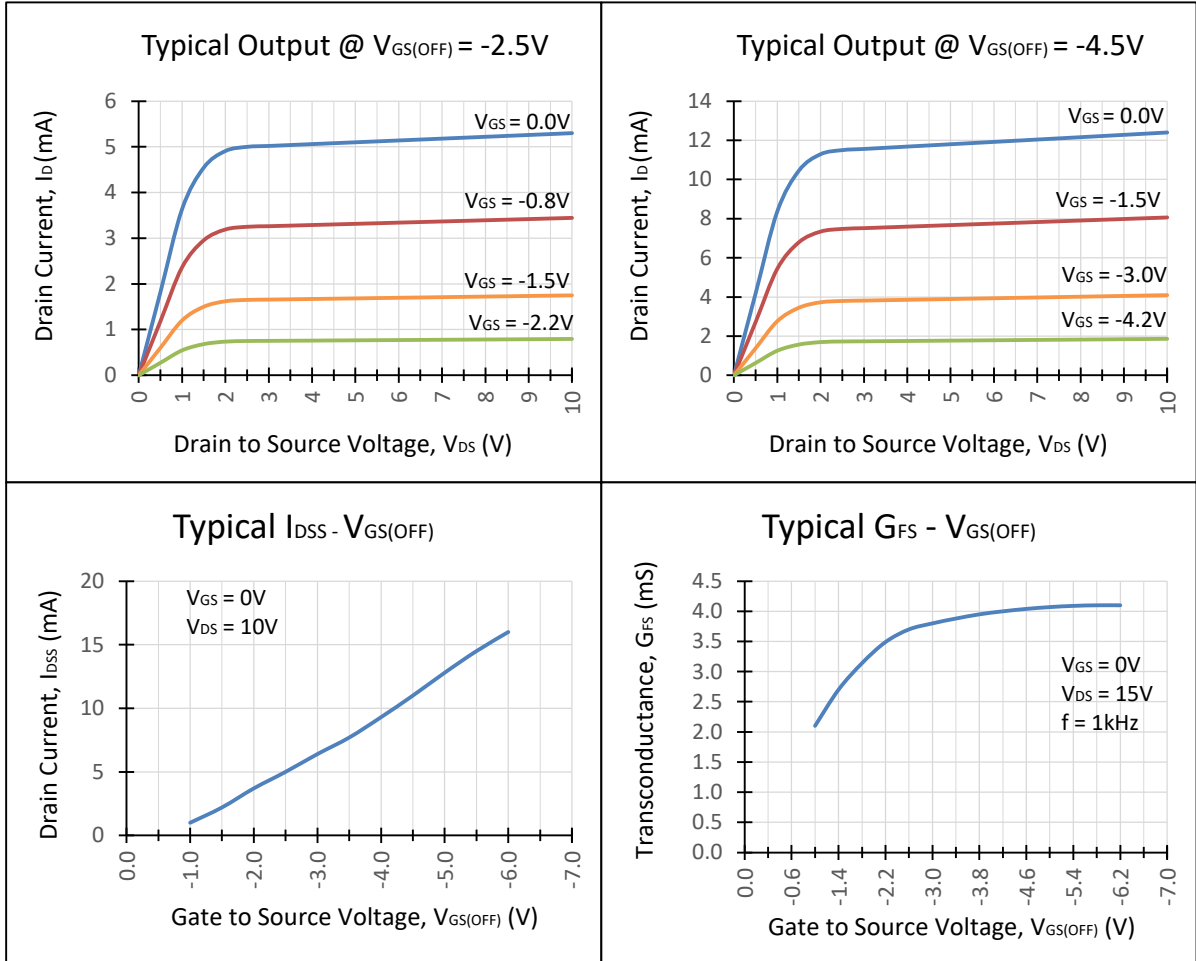 Typical Output @ VGS(OFF) = -2.5V
6
5
4
3
2
1
0
Drain Current, ID (mA)
VGS = 0.0V
VGS = -0.8V
VGS = -1.5V
VGS = -2.2V
0 1 2 3 4 5 6 7 8 9 10
Drain to Source Voltage, VDS (V)
Typical Output @ VGS(OFF) = -4.5V
14
12
10
8
6
4
2
0
Drain Current, ID (mA)
VGS = 0.0V
VGS = -1.5V
VGS = -3.0V
VGS = -4.2V
0 1 2 3 4 5 6 7 8 9 10
Drain to Source Voltage, VDS (V)
Typical IDSS - VGS(OFF)
20
15
10
5
0
Drain Current, IDSS (mA)
VGS = 0V
VDS = 10V
0.0 -1.0 -2.0 -3.0 -4.0 -5.0 -6.0 -7.0
Gate to Source Voltage, VGS(OFF) (V)
Typical GFS - VGS(OFF)
4.5
4.0
3.5
3.0
2.5
2.0
1.5
1.0
0.5
0.0
Transconductance, GFS (mS)
VGS = 0V
VDS = 15V
f = 1kHz
0.0 -0.6 -1.4 -2.2 -3.0 -3.8 -4.6 -5.4 -6.2 -7.0
Gate to Source Voltage, VGS(OFF) (V)